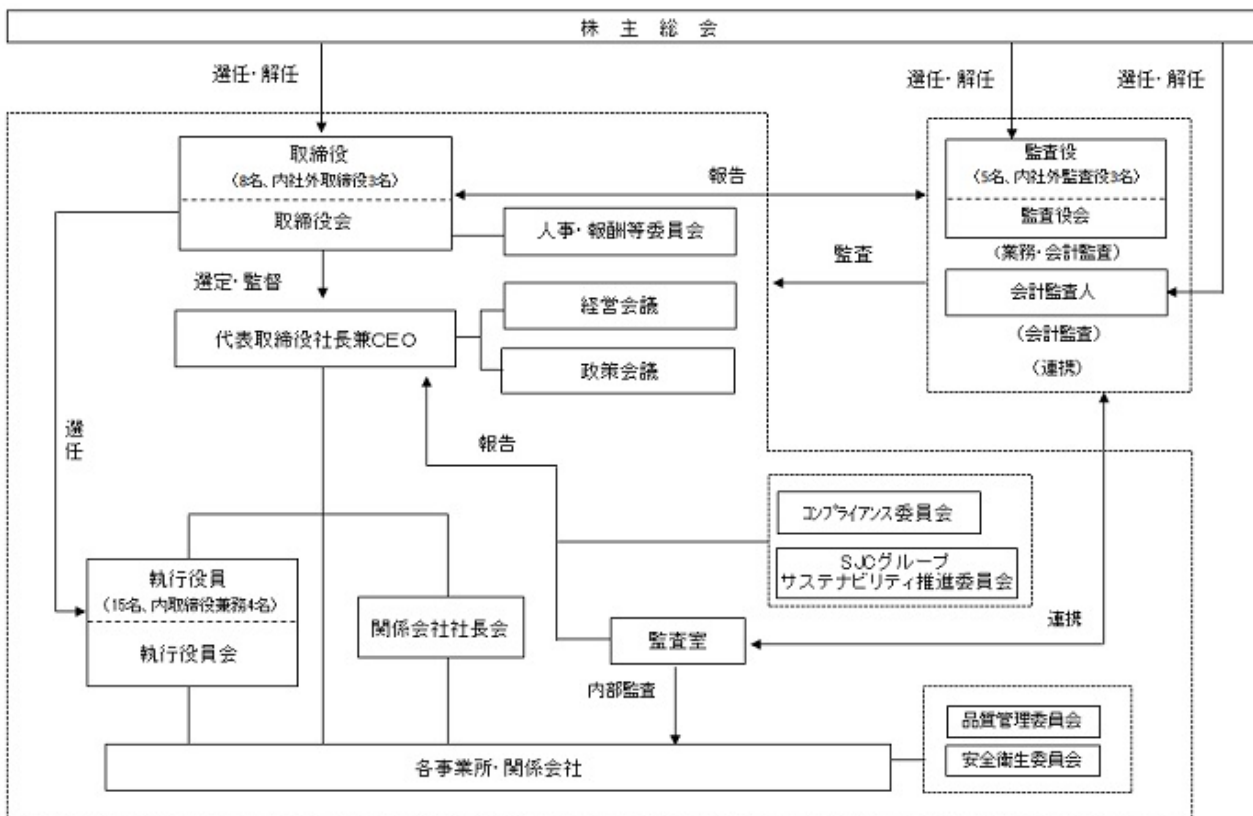 株 主 総 会
選任・解任
選任・解任
選任・解任
取締役
(8名、内社外取締役3名)
取締役会
報告
監査役
(5名、内社外監査役3名)
監査役会
人事・報酬等委員会
(業務・会計監査)
監査
選定・監督
会計監査人
経営会議
代表取締役社長兼CEO
(会計監査)
政策会議
(連携)
選任
報告
コンプライアンス委員会
SJCグループ
サステナビリティ推進委員会
執行役員
(15名、内取締役兼務4名)
執行役員会
関係会社社長会
監査室
連携
内部監査
品質管理委員会
各事業所・関係会社
安全衛生委員会